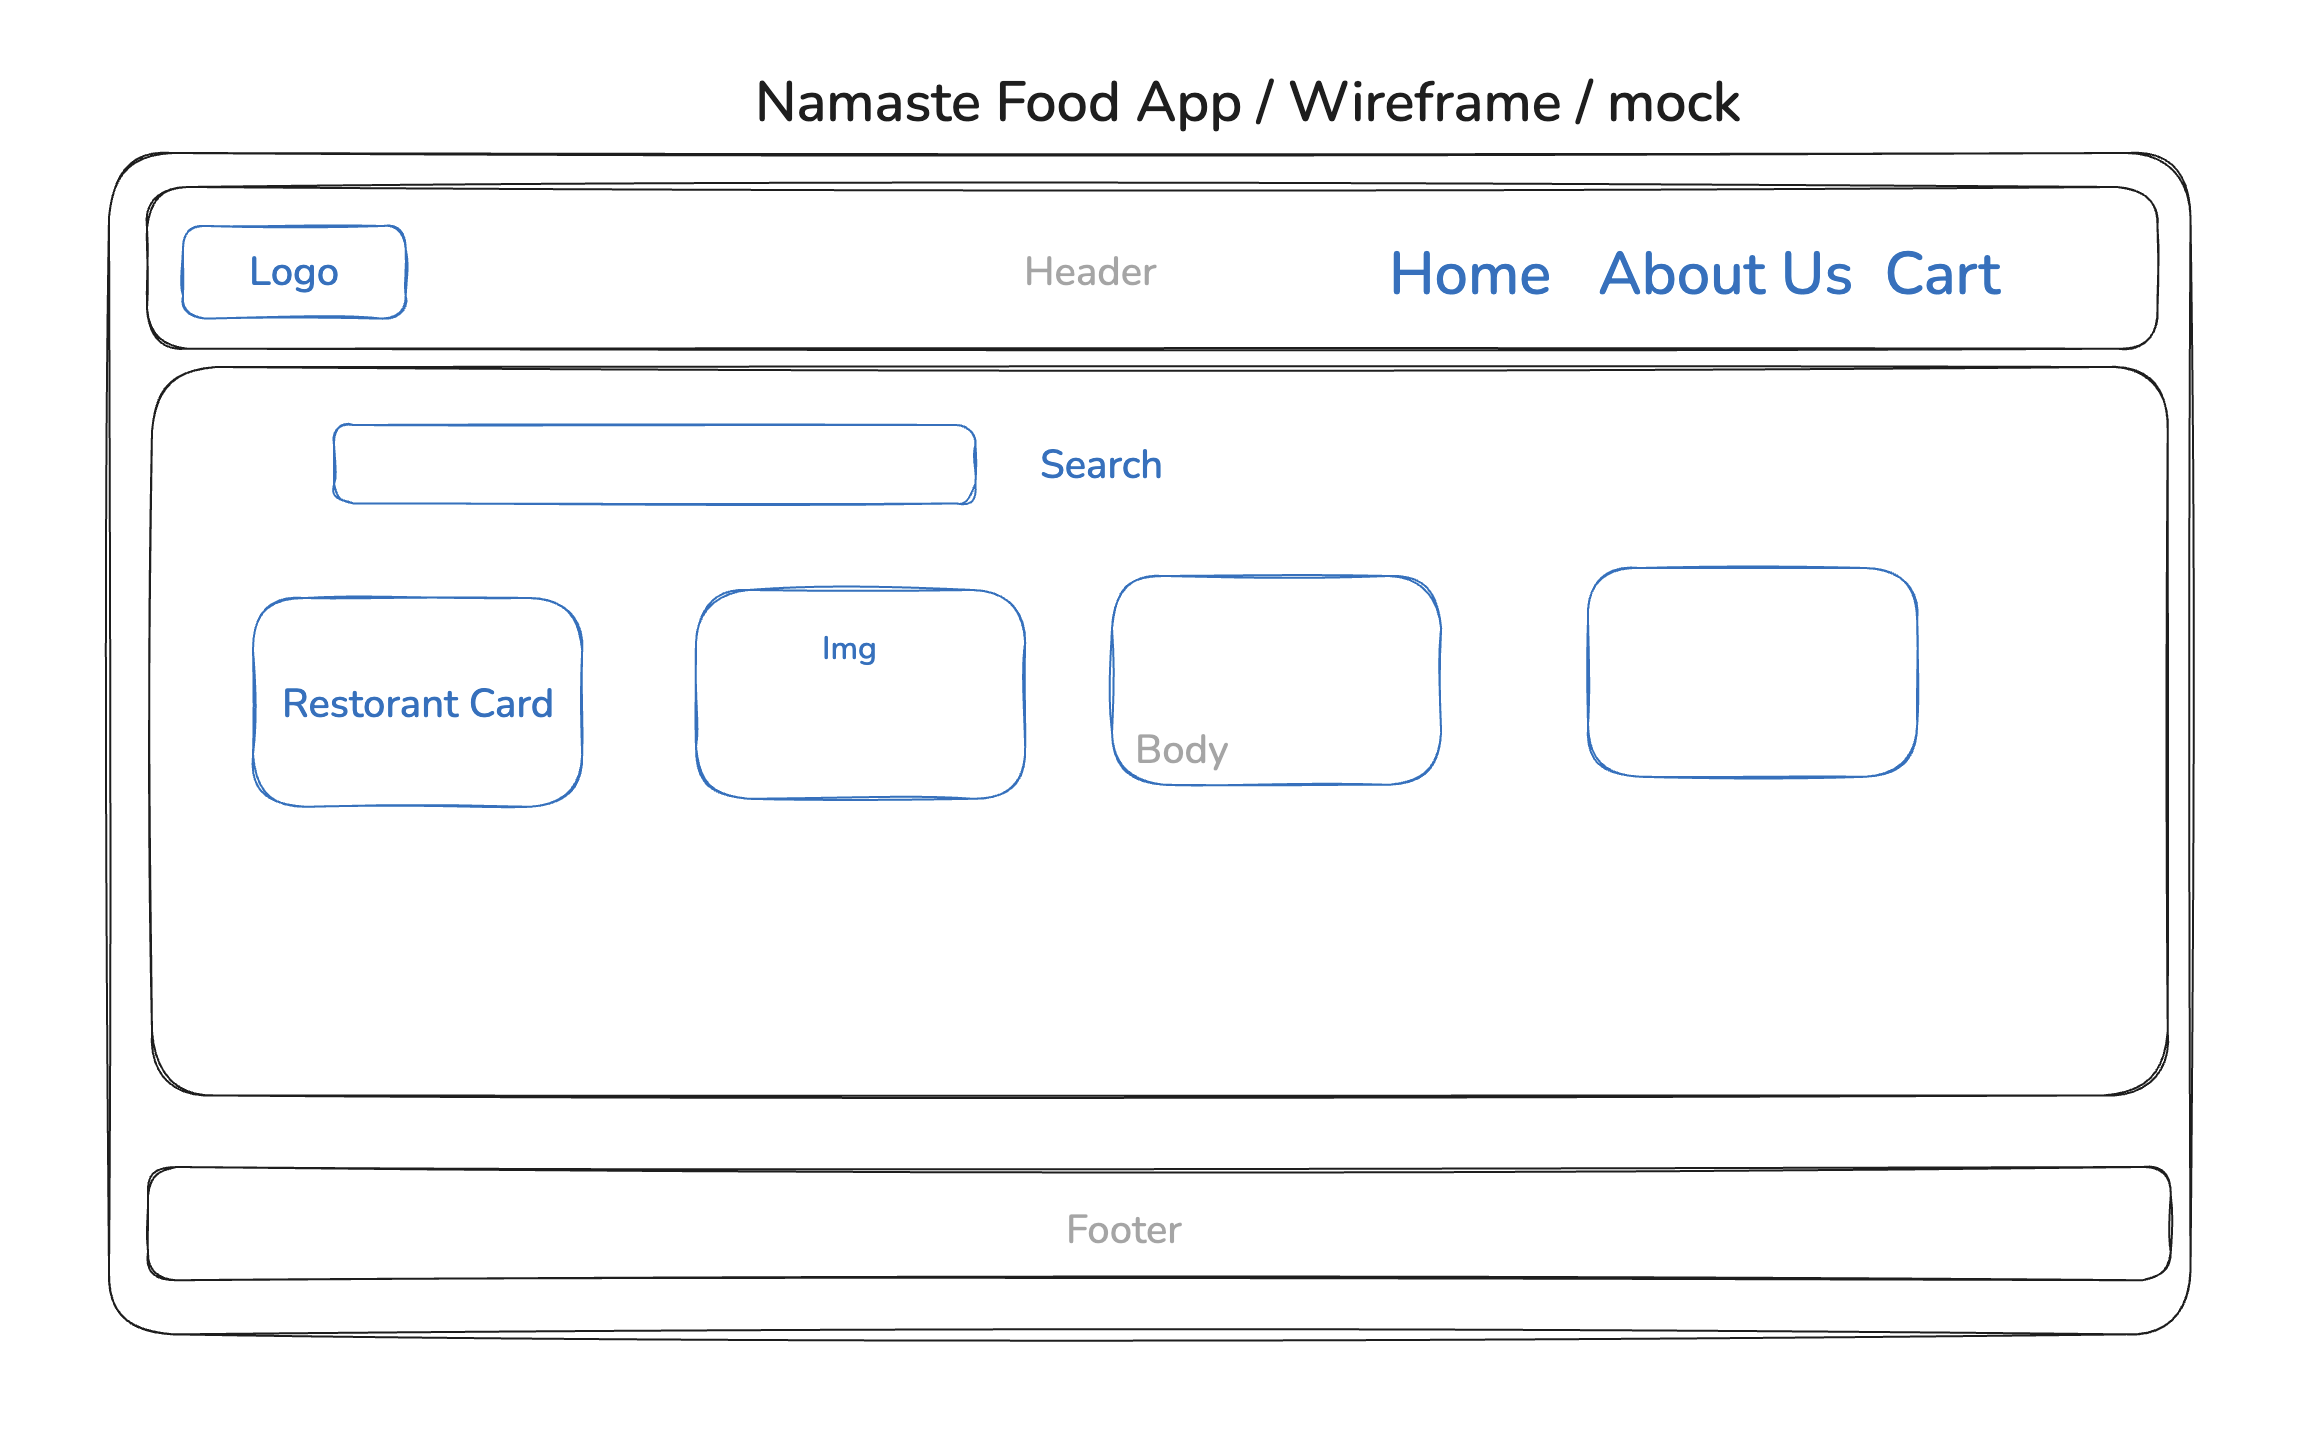 Namaste Food App / Wireframe / mock
Logo
Header
Home About Us Cart
Search
Img
Restorant Card
Body
Footer